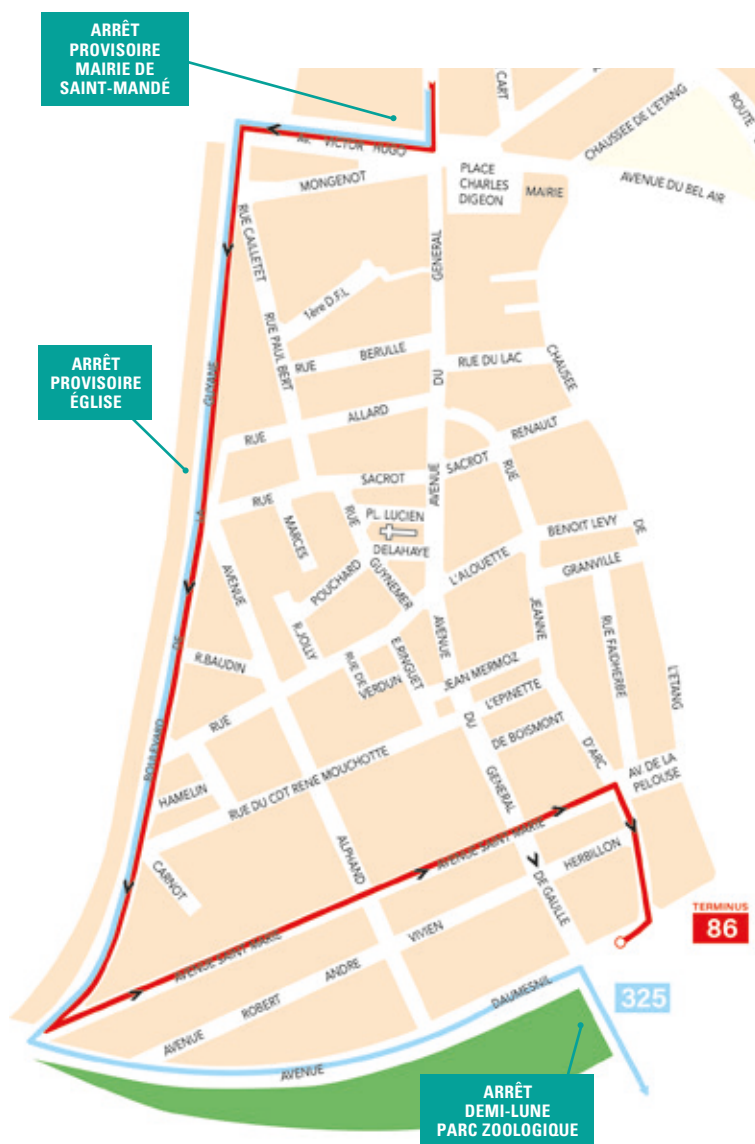 ARRÊT
PROVISOIRE
MAIRIE DE
SAINT-MANDÉ
CART
CHAUSSEE DE L'ETANG
ROUTE
AV. VICTOR HUGO
MONGENOT
PLACE
CHARLES
DIGEON
MAIRIE
AVENUE DU BEL AIR
RUE CAILLETET
GENERAL
1ère D.F.L
RUE PAUL BERT
RUE BERULLE
DU
RUE DU LAC
CHAUSEE
ARRÊT
PROVISOIRE
ÉGLISE
GUYANE
RUE ALLARD
RENAULT
SACROT
SACROT
RUE
AVENUE
RUE
MARCES
RUE
PL. LUCIEN
DELAHAYE
BENOIT LEVY
DE
GRANVILLE
L'ALOUETTE
POUCHARD
GUYNEMER
AVENUE
DE
R.JOLLY
JEANNE
RUE FAIDHERBE
R.BAUDIN
RUE DE
VERDUN
E.RINGUET
AVENUE
JEAN MERMOZ
L'EPINETTE
L'ETANG
RUE
DU
DE BOISMONT
D'ARC
BOULEVARD
HAMELIN
RUE DU CDT RENE MOUCHOTTE
GENERAL
AV. DE LA
PELOUSE
CARNOT
ALPHAND
AVENUE SAINT MARIE
HERBILLON
DE GAULLE
AVENUE SAINT MARIE
VIVIEN
ANDRE
ROBERT
AVENUE
TERMINUS
86
DAUMESNIL
325
AVENUE
ARRÊT
DEMI-LUNE
PARC ZOOLOGIQUE